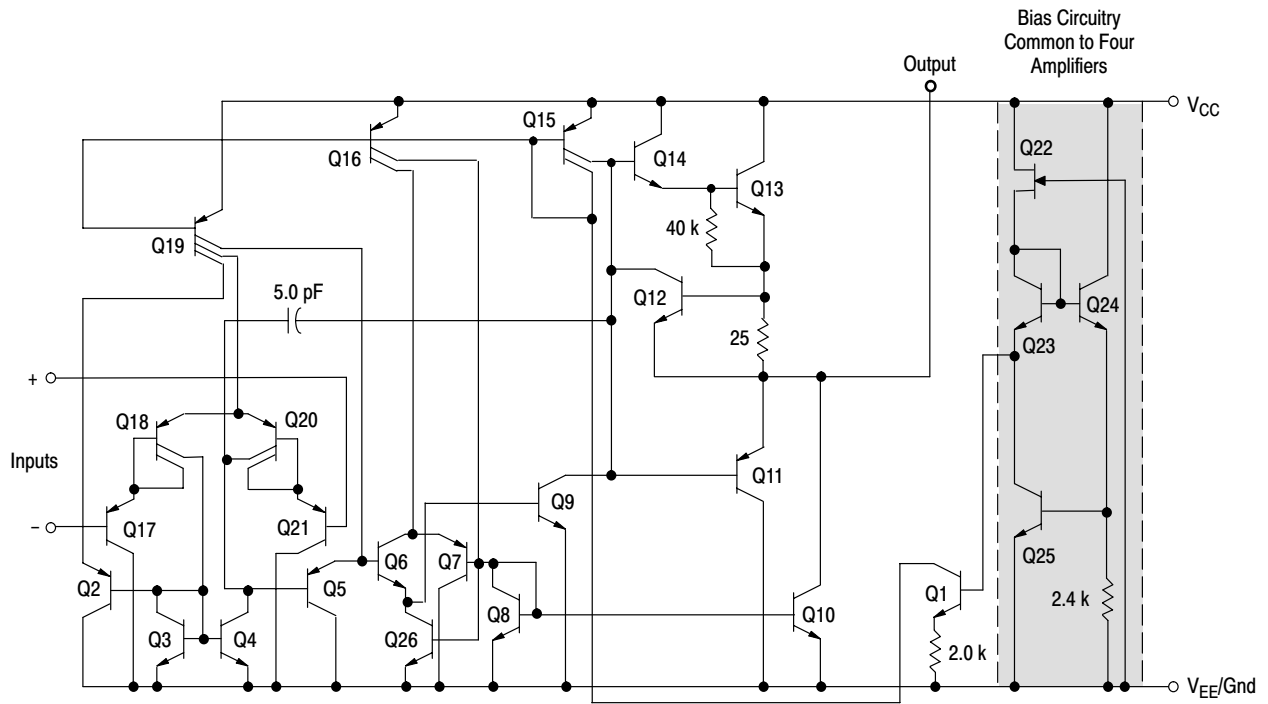 Bias Circuitry
Common to Four
Amplifiers
Output
VCC
Q15
Q22
Q16
Q14
Q13
Q19
40 k
5.0 pF
Q12
Q24
25
Q23
+
Q18
Q20
Inputs
Q11
Q9
−
Q17
Q21
Q25
Q6
Q7
Q2
Q5
Q1
2.4 k
Q8
Q10
Q3
Q4
Q26
2.0 k
VEE/Gnd